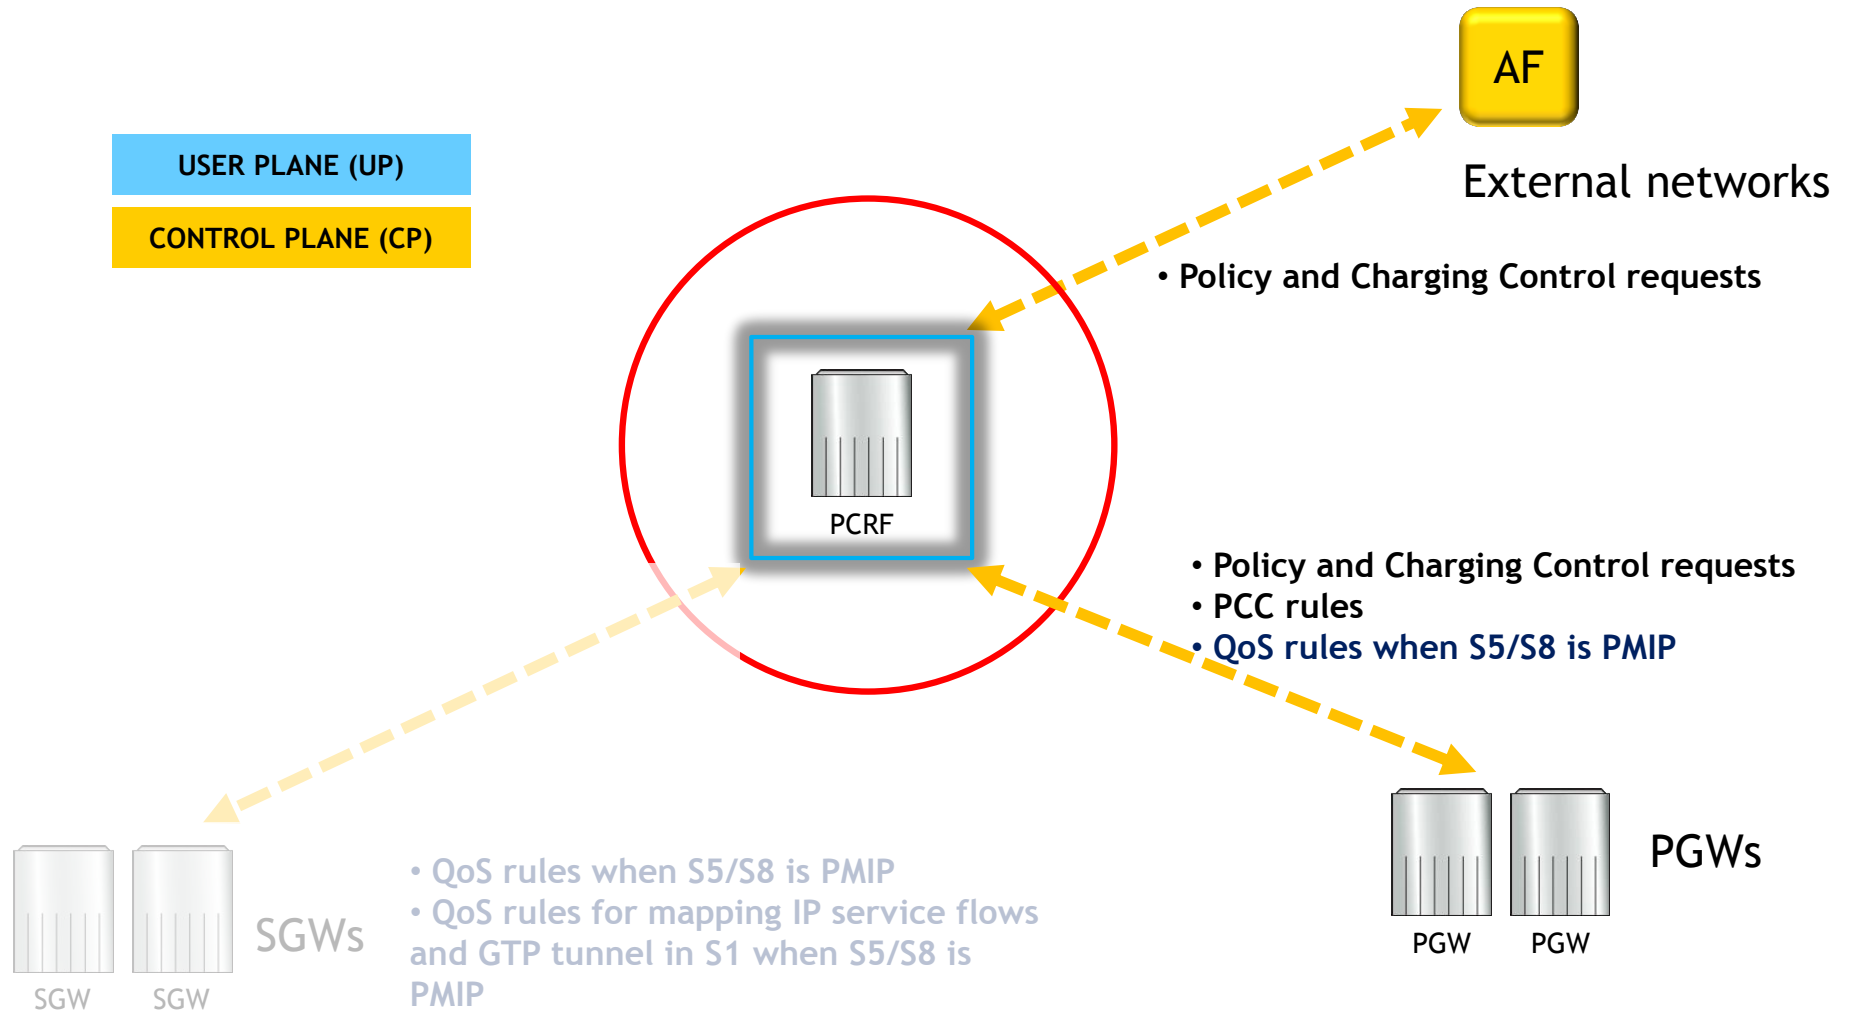 AF
External networks
USER PLANE (UP)
CONTROL PLANE (CP)
• Policy and Charging Control requests
PCRF
• Policy and Charging Control requests
• PCC rules
• QoS rules when S5/S8 is PMIP
PGWs
PGW PGW
• QoS rules when S5/S8 is PMIP
• QoS rules for mapping IP service flows
and GTP tunnel in S1 when S5/S8 is
PMIP
SGWs
SGW SGW